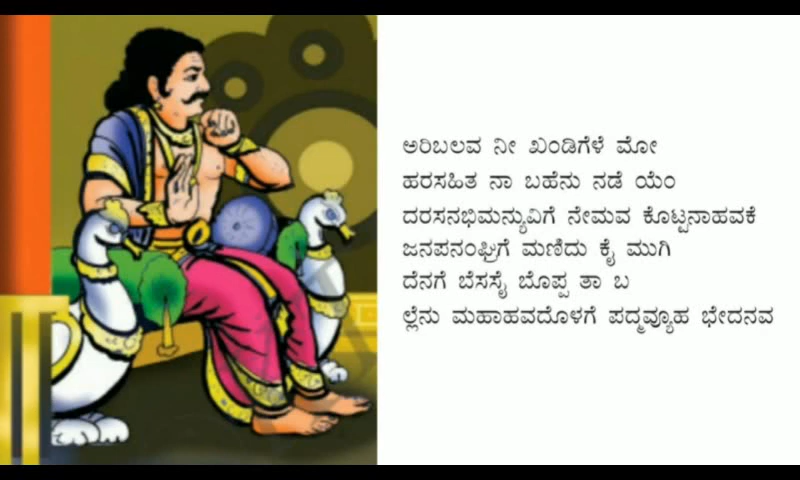 ಅರಿಬಲವ ನೀ ಖಂಡಿಗೆಳೆ ಮೋ
ಹರಸಹಿತ ನಾ ಬಹೆನು ನಡೆ ಯೆಂ
ದರಸನಭಿಮನ್ಯುವಿಗೆ ನೇಮವ ಕೊಟ್ಟನಾಹವಕೆ
ಜನಪನಂಘ್ರಿಗೆ ಮಣಿದು ಕೈ ಮುಗಿ
ದೆನಗೆ ಬೆಸಸೈ ಬೊಪ್ಪ ತಾ ಬ
ಲ್ಲೆನು ಮಹಾಹವದೊಳಗೆ ಪದ್ಮವ್ಯೂಹ ಭೇದನವ